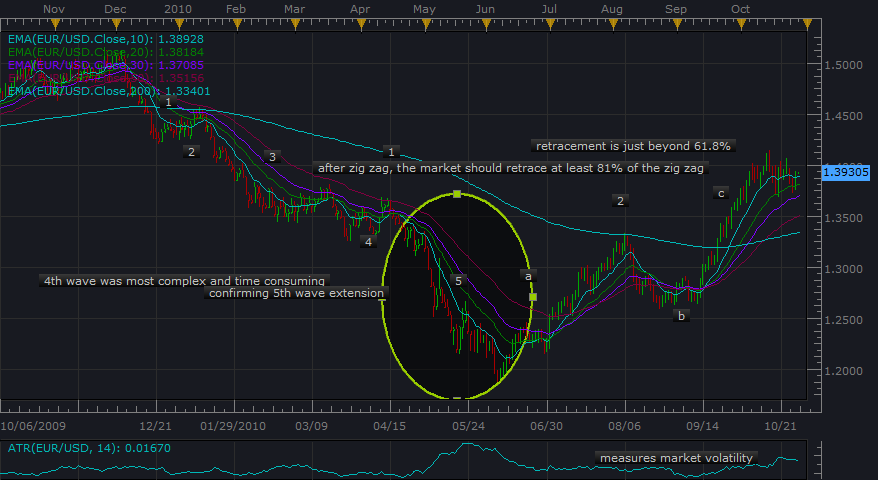 Nov Dec 2010 Feb Mar Apr May Jun Jul Aug Sep Oct
EMA(EUR/USD.Close,10): 1.38928
EMA(EUR/USD.Close,20): 1.38184
EMA(EUR/USD.Close,30): 1.37085
1.35156
EMA(EUR/USD.Close,200): 1.33401
1.5000
1
1.4500
retracement is just beyond 61.8%
2
3
1
after zig zag, the market should retrace at least 81% of the zig zag
1.39305
2
c
1.3500
4
1.3000
a
5
4th wave was most complex and time consuming
confirming 5th wave extension
b
1.2500
1.2000
10/06/2009 12/21 01/29/2010 03/09 04/15 05/24 06/30 08/06 09/14 10/21
ATR(EUR/USD, 14): 0.01670
measures market volatility